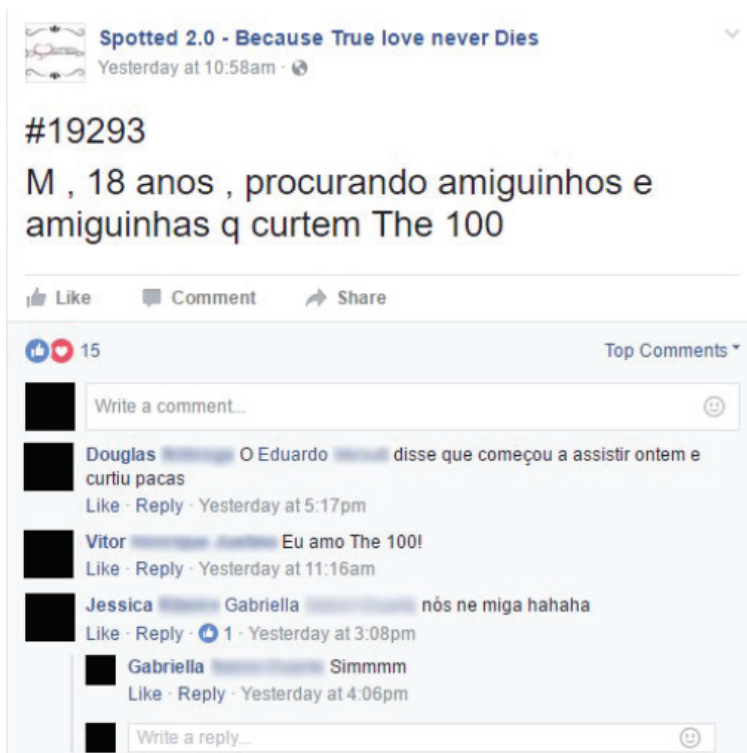 Spotted 2.0 - Because True love never Dies
Yesterday at 10:58am ·
#19293
M , 18 anos , procurando amiguinhos e
amiguinhas q curtem The 100
Like Comment Share
15 Top Comments
Write a comment...
Douglas O Eduardo disse que começou a assistir ontem e
curtiu pacas
Like · Reply · Yesterday at 5:17pm
Vitor Eu amo The 100!
Like · Reply · Yesterday at 11:16am
Jessica Gabriella nós ne miga hahaha
Like · Reply · 1 · Yesterday at 3:08pm
Gabriella Simmmm
Like · Reply · Yesterday at 4:06pm
Write a reply...